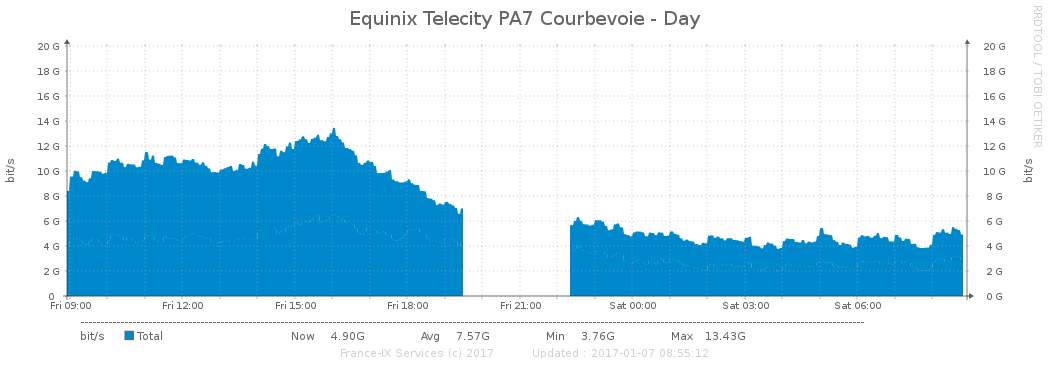 Equinix Telecity PA7 Courbevoie - Day
RRDTOOL / TOBI OETIKER
bit/s
bit/s
20 G 20 G
18 G 18 G
16 G 16 G
14 G 14 G
12 G 12 G
10 G 10 G
8 G 8 G
6 G 6 G
4 G 4 G
2 G 2 G
0 0 G
Fri 09:00 Fri 12:00 Fri 15:00 Fri 18:00 Fri 21:00 Sat 00:00 Sat 03:00 Sat 06:00
bit/s Total Now 4.90G Avg 7.57G Min 3.76G Max 13.43G
France-IX Services (c) 2017 Updated : 2017-01-07 08:55:12